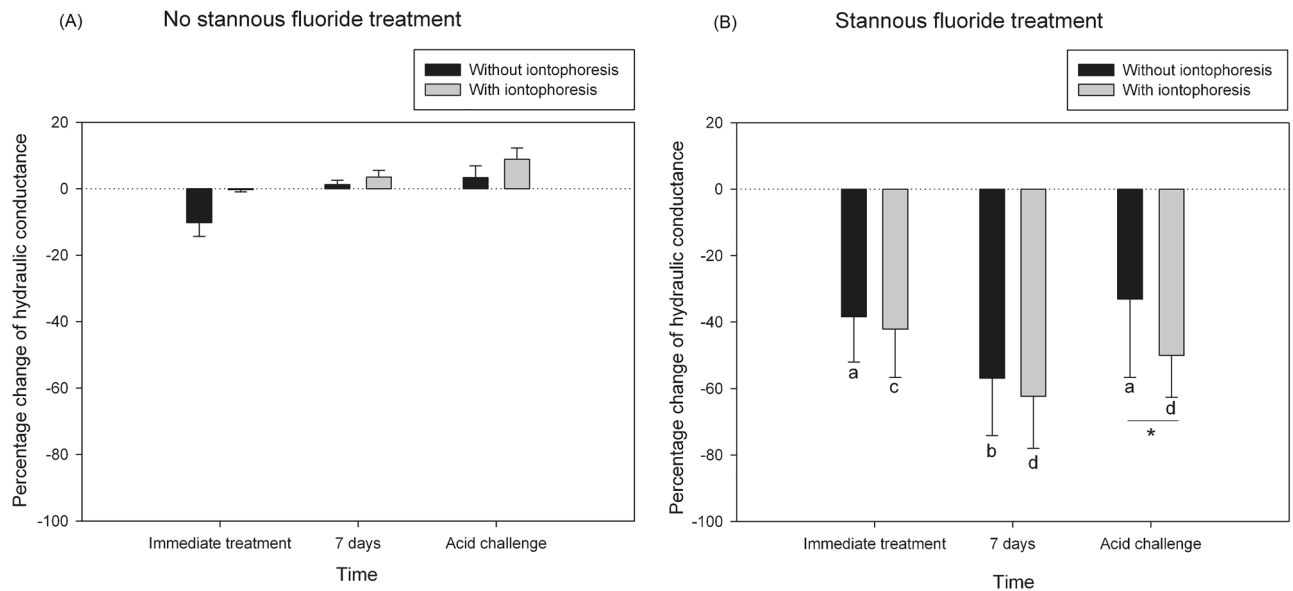 (A)
No stannous fluoride treatment
Without iontophoresis
With iontophoresis
Percentage change of hydraulic conductance
20
0
-20
-40
-60
-80
-100
Immediate treatment
7 days
Acid challenge
Time
(B)
Stannous fluoride treatment
Without iontophoresis
With iontophoresis
Percentage change of hydraulic conductance
20
0
-20
-40
-60
-80
-100
a
c
b
d
a
d
*
Immediate treatment
7 days
Acid challenge
Time